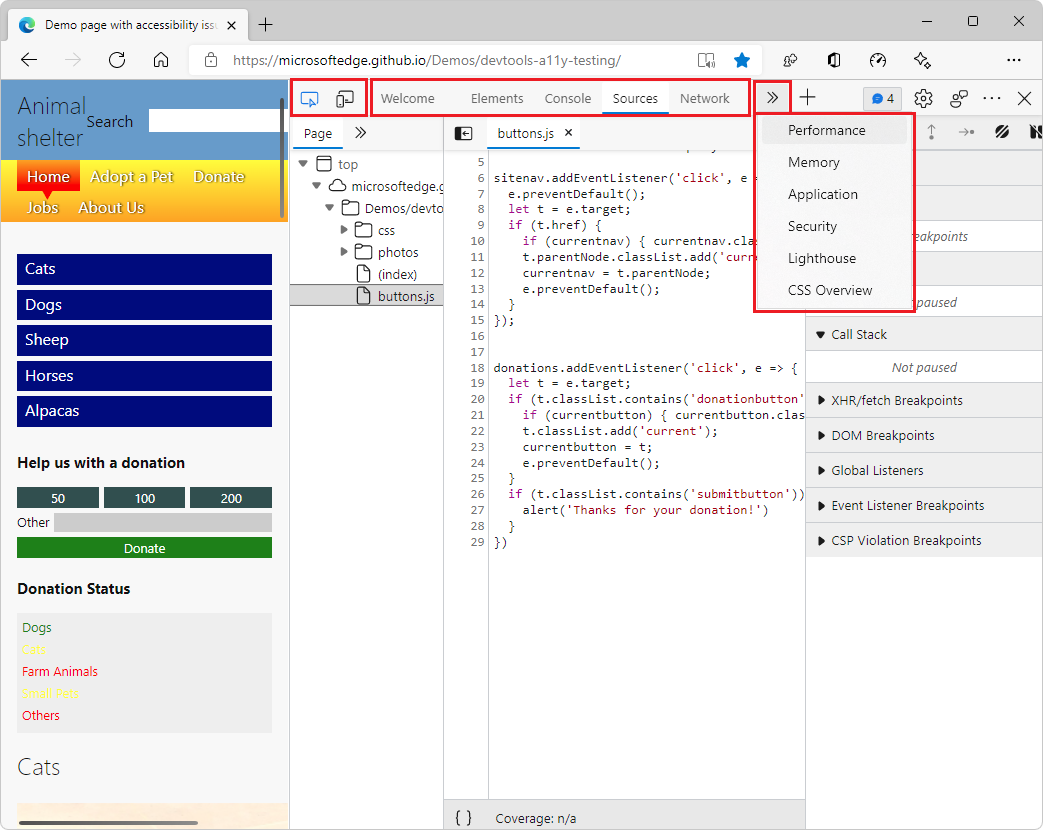 Demo page with accessibility issu
https://microsoftedge.github.io/Demos/devtools-a11y-testing/
Animal shelter
Search
Home Adopt a Pet Donate
Jobs About Us
Cats
Dogs
Sheep
Horses
Alpacas
Help us with a donation
50 100 200
Other
Donate
Donation Status
Dogs
Cats
Farm Animals
Small Pets
Others
Cats
Welcome Elements Console Sources Network
4
Page
top
microsoftedge.g
Demos/devto
css
photos
(index)
buttons.js
buttons.js
5
6 sitenav.addEventListener('click', e =
7 e.preventDefault();
8 let t = e.target;
9 if (t.href) {
10 if (currentnav) { currentnav.cla
11 t.parentNode.classList.add('curr
12 currentnav = t.parentNode;
13 e.preventDefault();
14 }
15 });
16
17
18 donations.addEventListener('click', e => {
19 let t = e.target;
20 if (t.classList.contains('donationbutton'
21 if (currentbutton) { currentbutton.clas
22 t.classList.add('current');
23 currentbutton = t;
24 e.preventDefault();
25 }
26 if (t.classList.contains('submitbutton'))
27 alert('Thanks for your donation!')
28 }
29 })
{ } Coverage: n/a
Performance
Memory
Application
Security
Lighthouse
CSS Overview
eakpoints
paused
Call Stack
Not paused
XHR/fetch Breakpoints
DOM Breakpoints
Global Listeners
Event Listener Breakpoints
CSP Violation Breakpoints